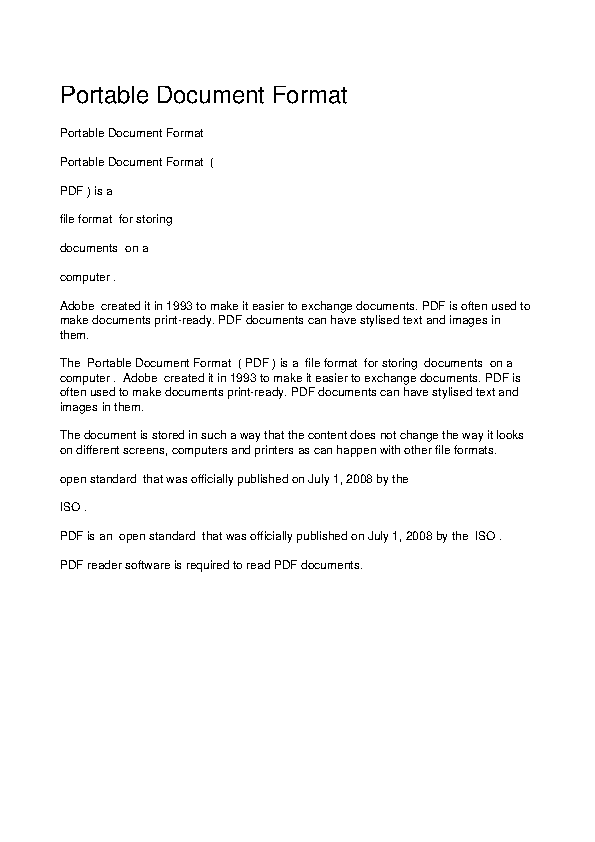 Portable Document Format
Portable Document Format
Portable Document Format  (
PDF ) is a
file format  for storing
documents  on a
computer .
Adobe  created it in 1993 to make it easier to exchange documents. PDF is often used to
make documents print-ready. PDF documents can have stylised text and images in
them.
The  Portable Document Format  ( PDF ) is a  file format  for storing  documents  on a
computer .  Adobe  created it in 1993 to make it easier to exchange documents. PDF is
often used to make documents print-ready. PDF documents can have stylised text and
images in them.
The document is stored in such a way that the content does not change the way it looks
on different screens, computers and printers as can happen with other file formats.
open standard  that was officially published on July 1, 2008 by the
ISO .
PDF is an  open standard  that was officially published on July 1, 2008 by the  ISO .
PDF reader software is required to read PDF documents.